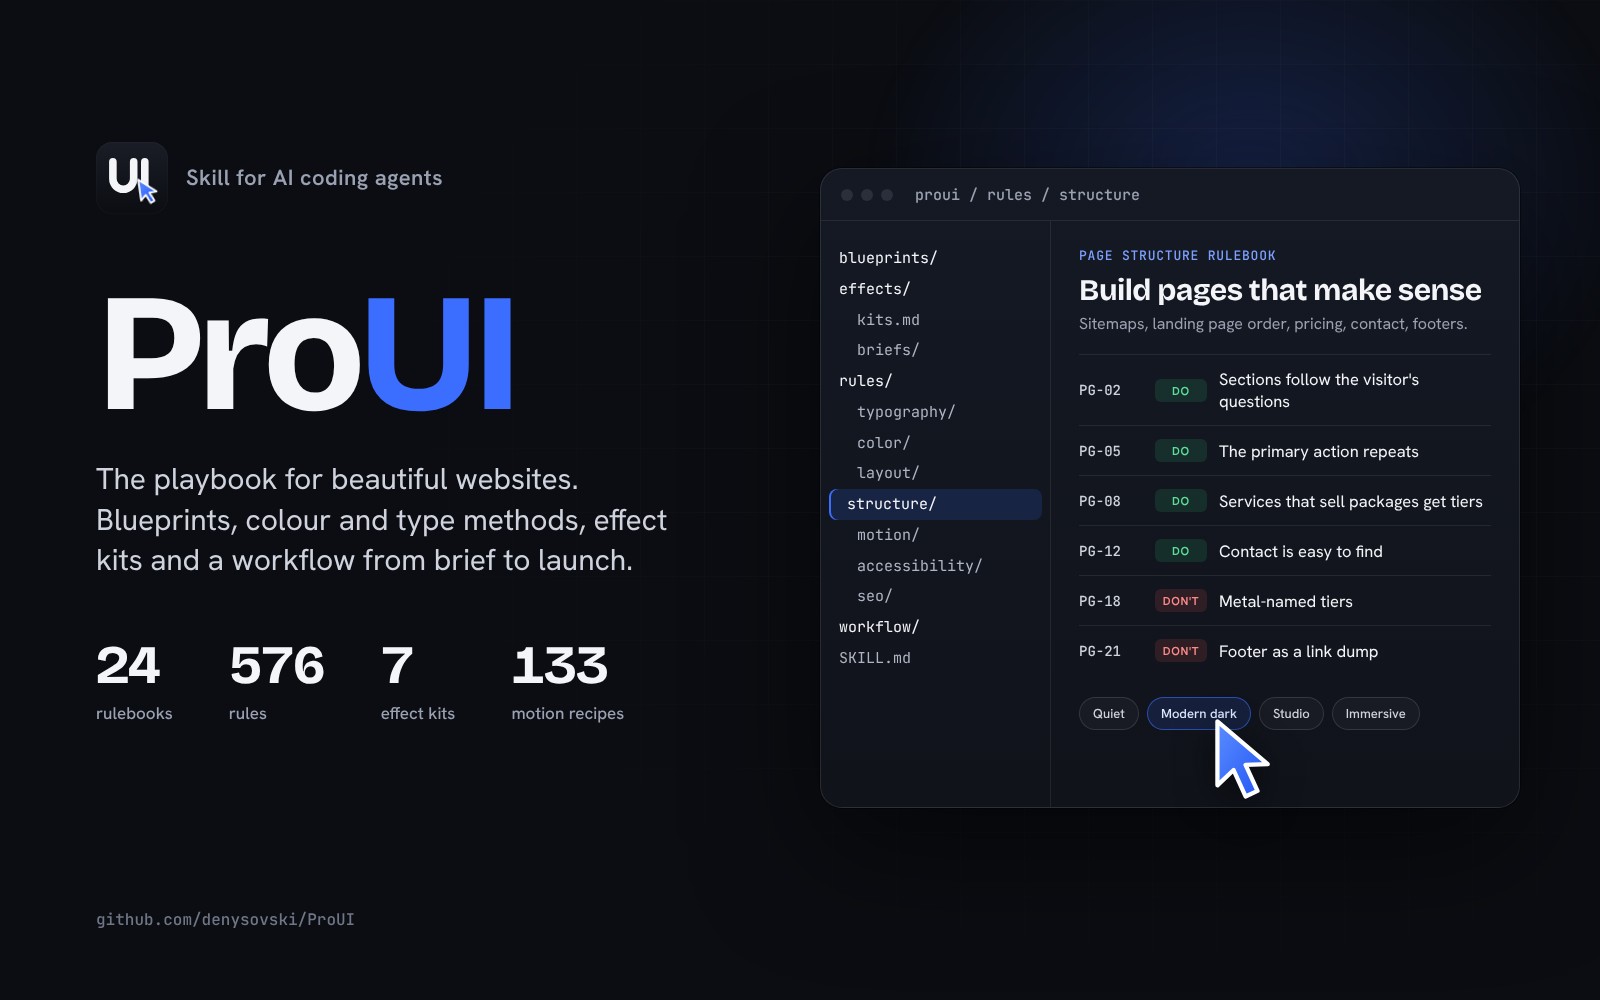 UI
Skill for AI coding agents
ProUI
The playbook for beautiful websites.
Blueprints, colour and type methods, effect
kits and a workflow from brief to launch.
24
rulebooks
576
rules
7
effect kits
133
motion recipes
github.com/denysovski/ProUI
proui / rules / structure
blueprints/
effects/
kits.md
briefs/
rules/
typography/
color/
layout/
structure/
motion/
accessibility/
seo/
workflow/
SKILL.md
PAGE STRUCTURE RULEBOOK
Build pages that make sense
Sitemaps, landing page order, pricing, contact, footers.
PG-02 DO Sections follow the visitor's
questions
PG-05 DO The primary action repeats
PG-08 DO Services that sell packages get tiers
PG-12 DO Contact is easy to find
PG-18 DON'T Metal-named tiers
PG-21 DON'T Footer as a link dump
Quiet Modern dark Studio Immersive